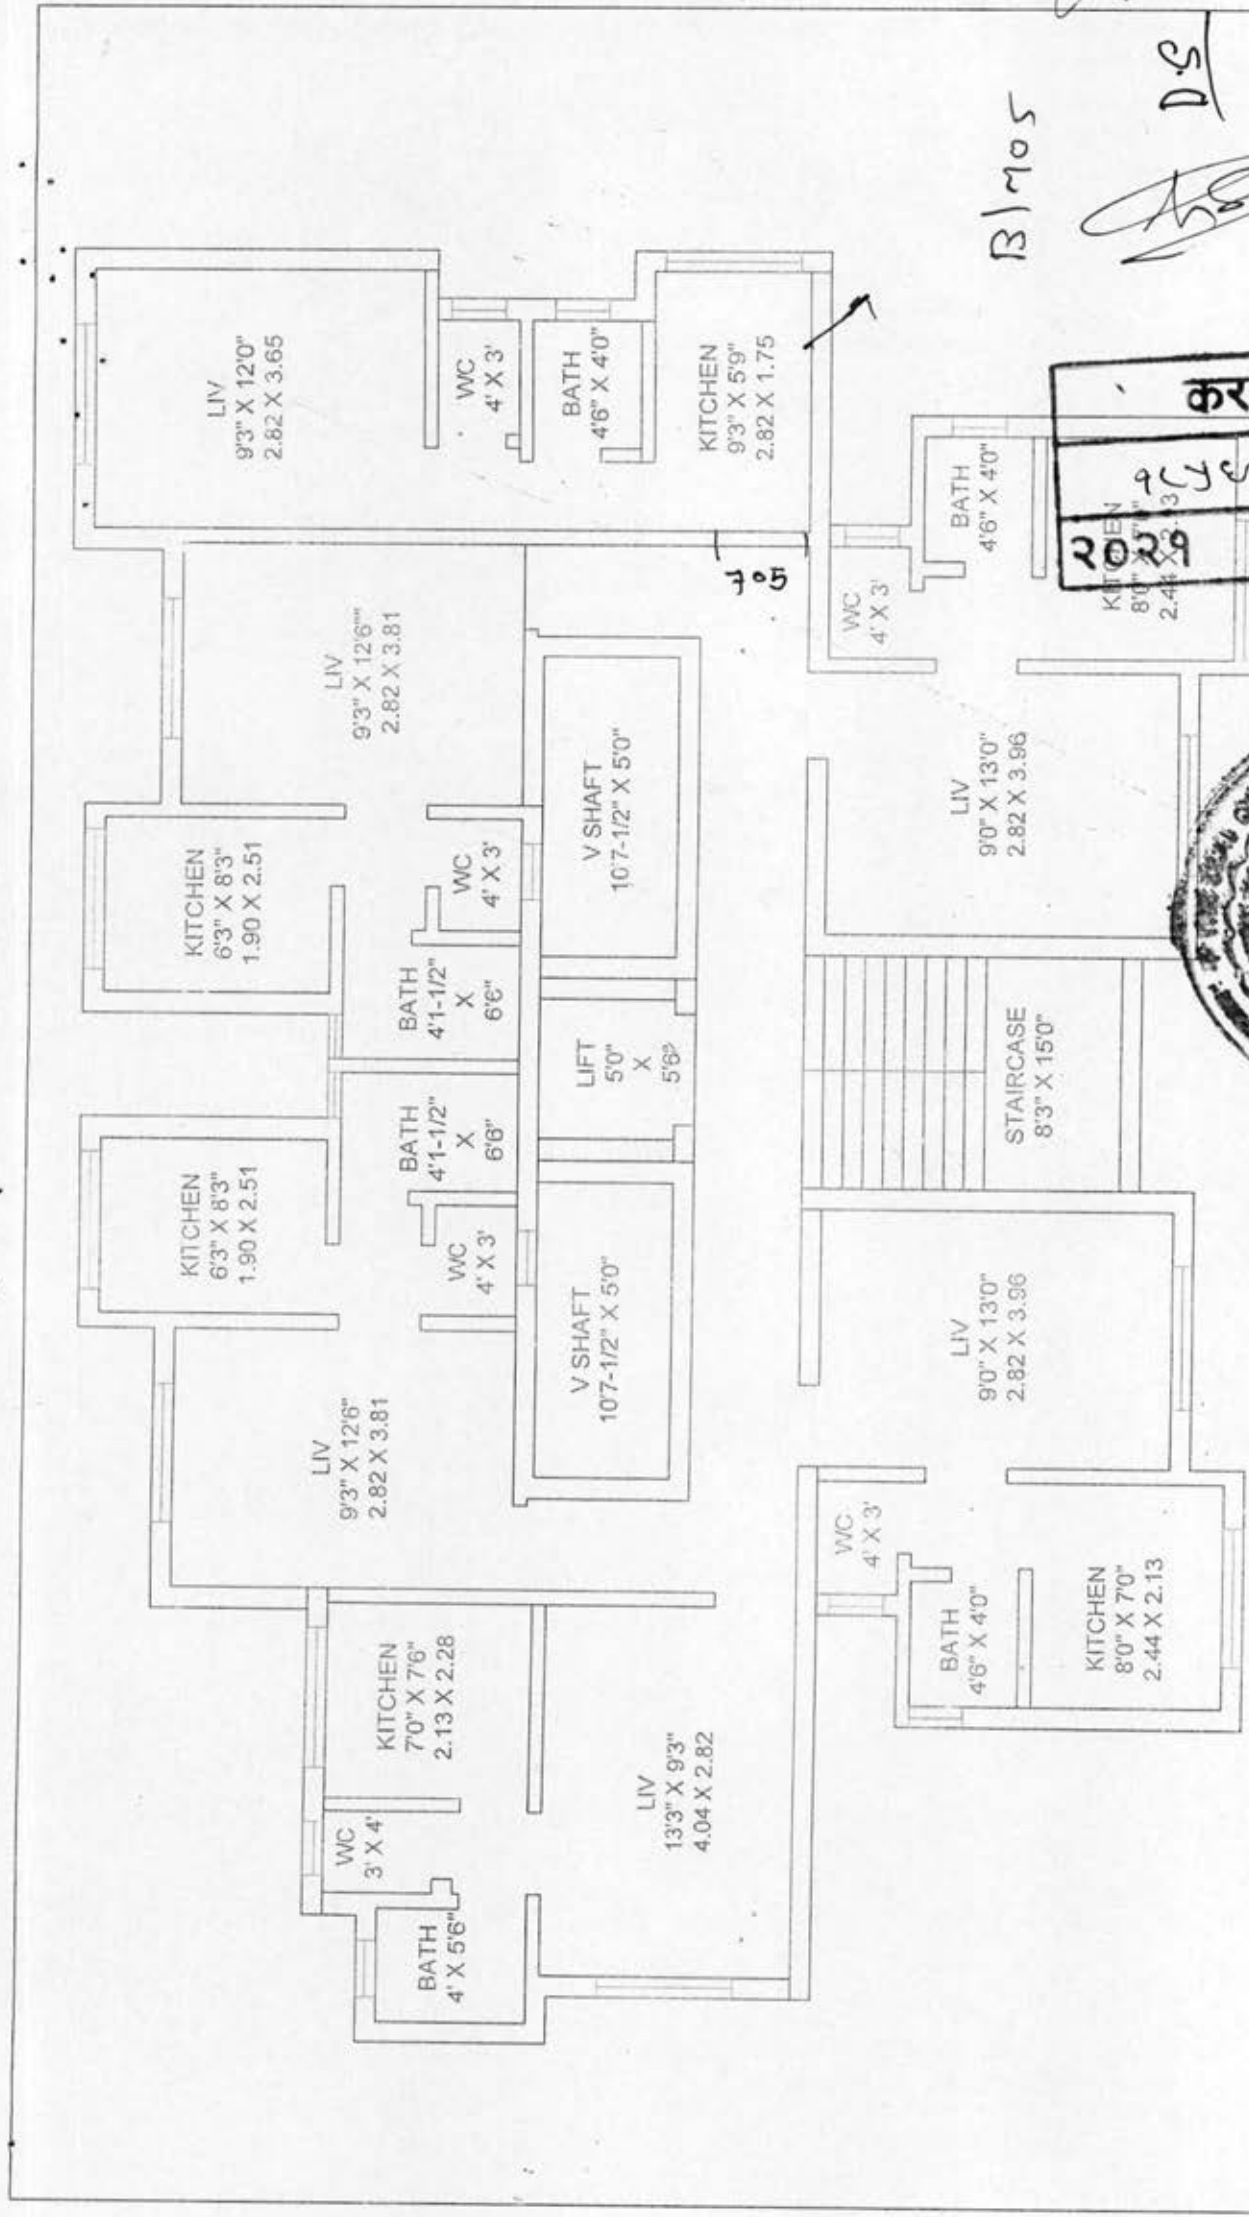 LIV
9'3" X 12'0"
2.82 X 3.65
WC
4' X 3'
BATH
4'6" X 4'0"
KITCHEN
9'3" X 5'9"
2.82 X 1.75
LIV
9'3" X 12'6""
2.82 X 3.81
KITCHEN
6'3" X 8'3"
1.90 X 2.51
WC
4' X 3'
BATH
4'1-1/2"
X
6'6"
V SHAFT
10'7-1/2" X 5'0"
LIFT
5'0"
X
5'6"
KITCHEN
6'3" X 8'3"
1.90 X 2.51
BATH
4'1-1/2"
X
6'6"
WC
4' X 3'
V SHAFT
10'7-1/2" X 5'0"
LIV
9'3" X 12'6"
2.82 X 3.81
KITCHEN
7'0" X 7'6"
2.13 X 2.28
WC
3' X 4'
BATH
4' X 5'6"
LIV
13'3" X 9'3"
4.04 X 2.82
705
WC
4' X 3'
BATH
4'6" X 4'0"
LIV
9'0" X 13'0"
2.82 X 3.96
STAIRCASE
8'3" X 15'0"
LIV
9'0" X 13'0"
2.82 X 3.96
WC
4' X 3'
BATH
4'6" X 4'0"
KITCHEN
8'0" X 7'0"
2.44 X 2.13
B/705
D.S
२०२१